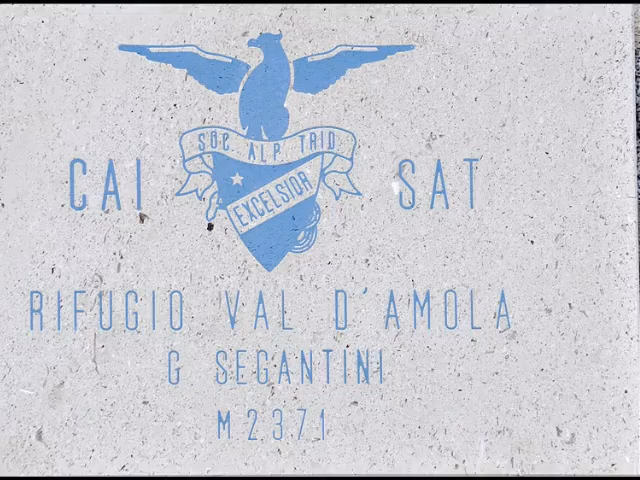 SOC. ALP. TRID.
EXCELSIOR
CAI SAT
RIFUGIO VAL D'AMOLA
G SEGANTINI
M 2371